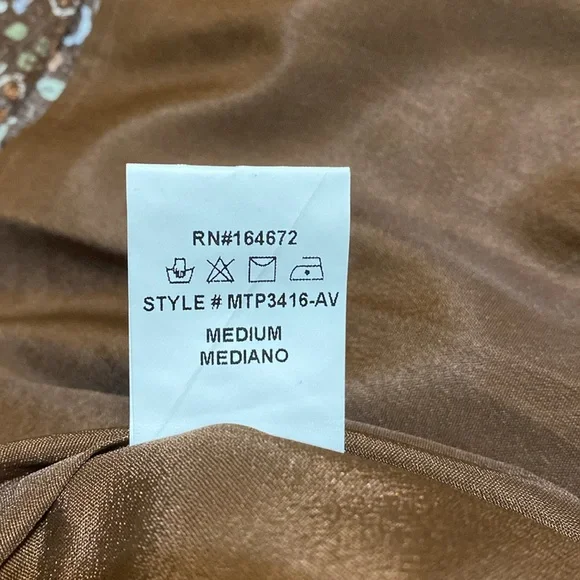 RN#164672
STYLE # MTP3416-AV
MEDIUM
MEDIANO